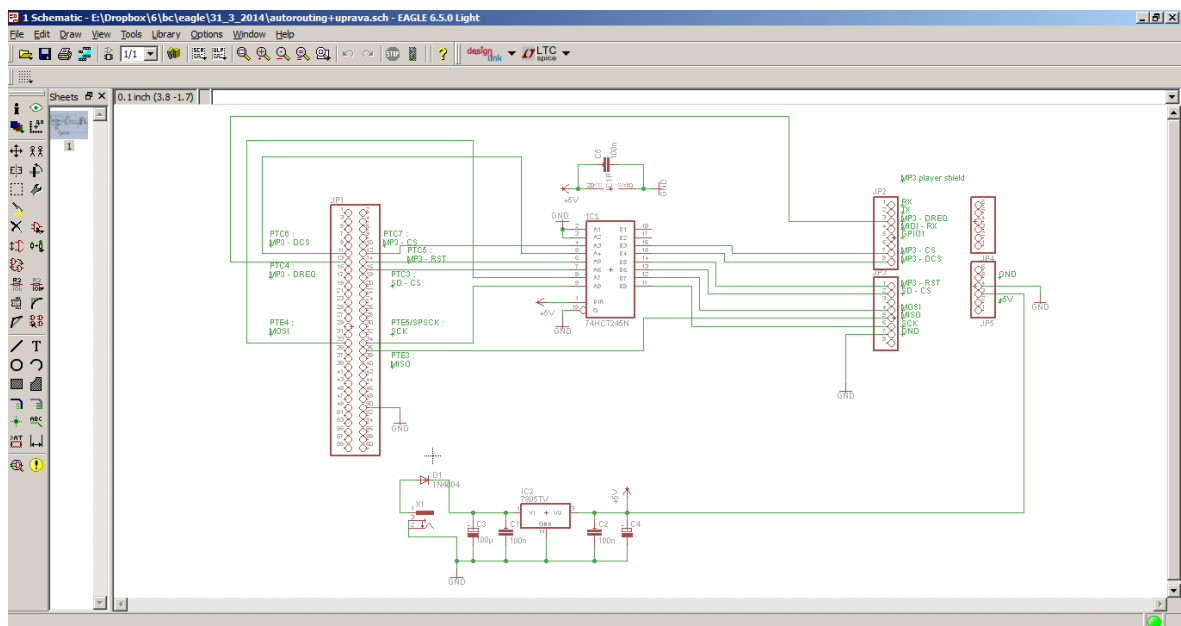 1 Schematic - E:\Dropbox\6\bc\eagle\31_3_2014\autorouting+uprava.sch - EAGLE 6.5.0 Light
File Edit Draw View Tools Library Options Window Help
1/1
design link
LTC spice
Sheets
0.1 inch (3.8 -1.7)
1
C5
100n
+5V
GND
MP3 player shield
JP1
JP2
IC1
GND
PTC6 :
MP3 - DCS
PTC7 :
MP3 - CS
PTC5 :
MP3 - RST
PTC4 :
MP3 - DREQ
PTC3 :
SD - CS
PTE4 :
MOSI
PTE5/SPSCK :
SCK
PTE3 :
MISO
GND
A1
A2
A3
A4
A5
A6
A7
A8
B1
B2
B3
B4
B5
B6
B7
B8
DIR
G
+5V
GND
74HCT245N
RX
TX
MP3 - DREQ
MIDI - RX
GPIO1
MP3 - CS
MP3 - DCS
JP3
MP3 - RST
SD - CS
MOSI
MISO
SCK
GND
JP4
GND
+5V
JP5
GND
GND
D1
1N4004
X1
IC2
7805TV
VI
VO
GND
+5V
C3
100µ
C1
100n
C2
100n
C4
GND